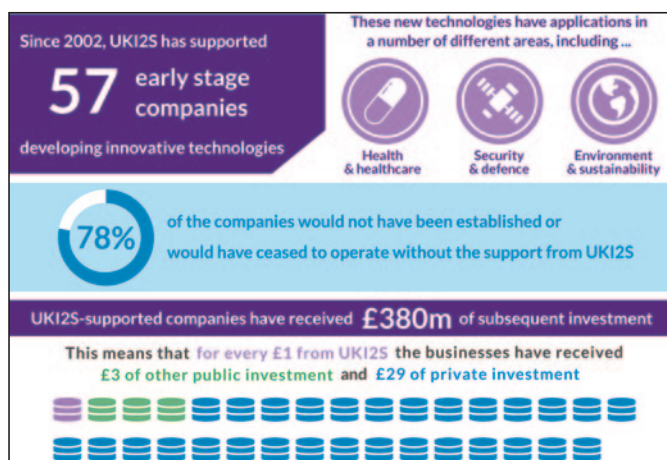 Since 2002, UKI2S has supported
57 early stage
companies
developing innovative technologies
These new technologies have applications in
a number of different areas, including ...
Health
& healthcare
Security
& defence
Environment
& sustainability
78%
of the companies would not have been established or
would have ceased to operate without the support from UKI2S
UKI2S-supported companies have received £380m of subsequent investment
This means that for every £1 from UKI2S the businesses have received
£3 of other public investment and £29 of private investment